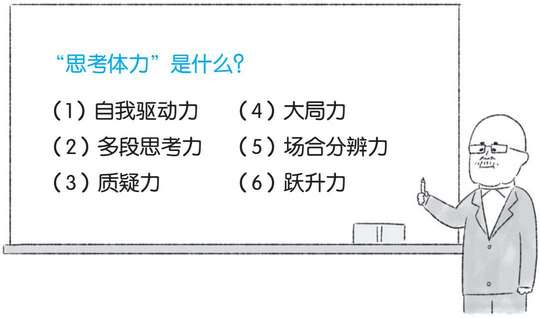 “思考体力”是什么?
（1）自我驱动力 （4）大局力
（2）多段思考力 （5）场合分辨力
（3）质疑力 （6）跃升力